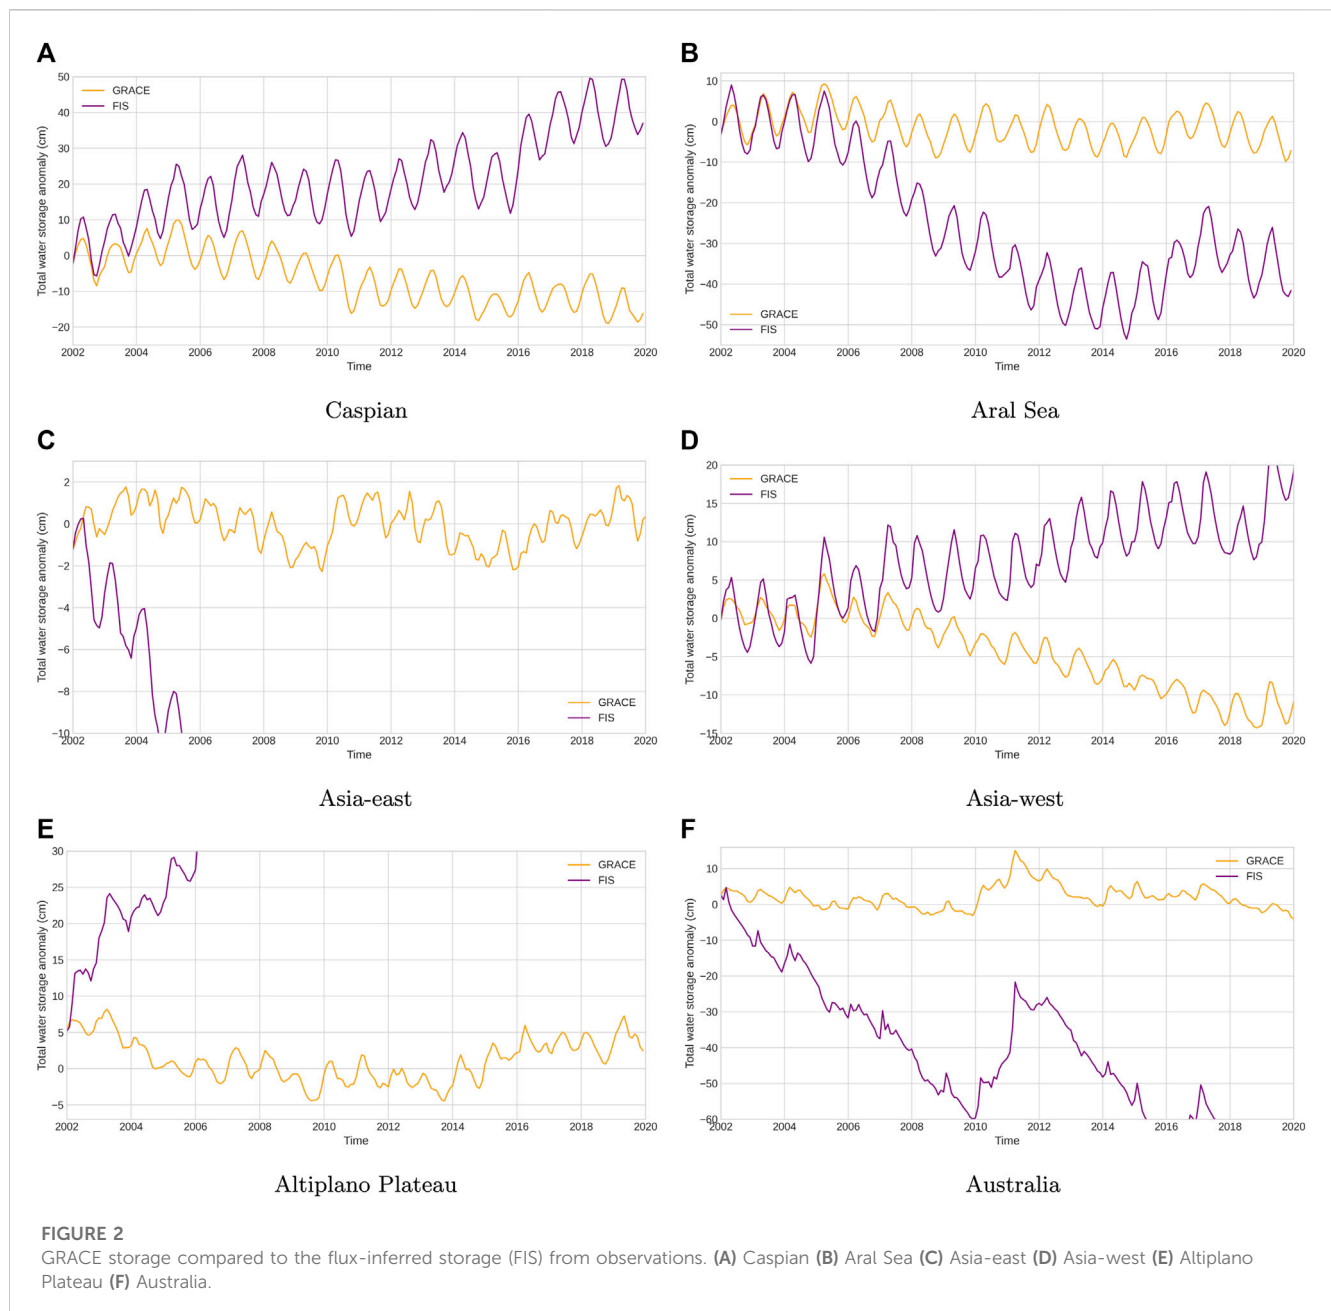 A
GRACE
FIS
Total water storage anomaly (cm)
50
40
30
20
10
0
−10
−20
2002 2004 2006 2008 2010 2012 2014 2016 2018 2020
Time
Caspian
B
GRACE
FIS
Total water storage anomaly (cm)
10
0
−10
−20
−30
−40
−50
2002 2004 2006 2008 2010 2012 2014 2016 2018 2020
Time
Aral Sea
C
GRACE
FIS
Total water storage anomaly (cm)
2
0
−2
−4
−6
−8
−10
2002 2004 2006 2008 2010 2012 2014 2016 2018 2020
Time
Asia-east
D
GRACE
FIS
Total water storage anomaly (cm)
20
15
10
5
0
−5
−10
−15
2002 2004 2006 2008 2010 2012 2014 2016 2018 2020
Time
Asia-west
E
GRACE
FIS
Total water storage anomaly (cm)
30
25
20
15
10
5
0
−5
2002 2004 2006 2008 2010 2012 2014 2016 2018 2020
Time
Altiplano Plateau
F
GRACE
FIS
Total water storage anomaly (cm)
10
0
−10
−20
−30
−40
−50
−60
2002 2004 2006 2008 2010 2012 2014 2016 2018 2020
Time
Australia
FIGURE 2
GRACE storage compared to the flux-inferred storage (FIS) from observations. (A) Caspian (B) Aral Sea (C) Asia-east (D) Asia-west (E) Altiplano
Plateau (F) Australia.